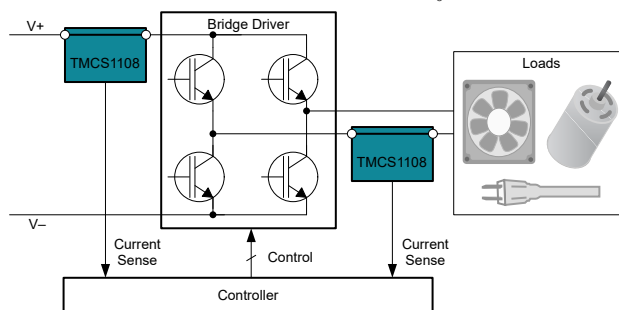 V+
TMCS1108
Bridge Driver
Loads
TMCS1108
V–
Current
Sense
Control
Current
Sense
Controller